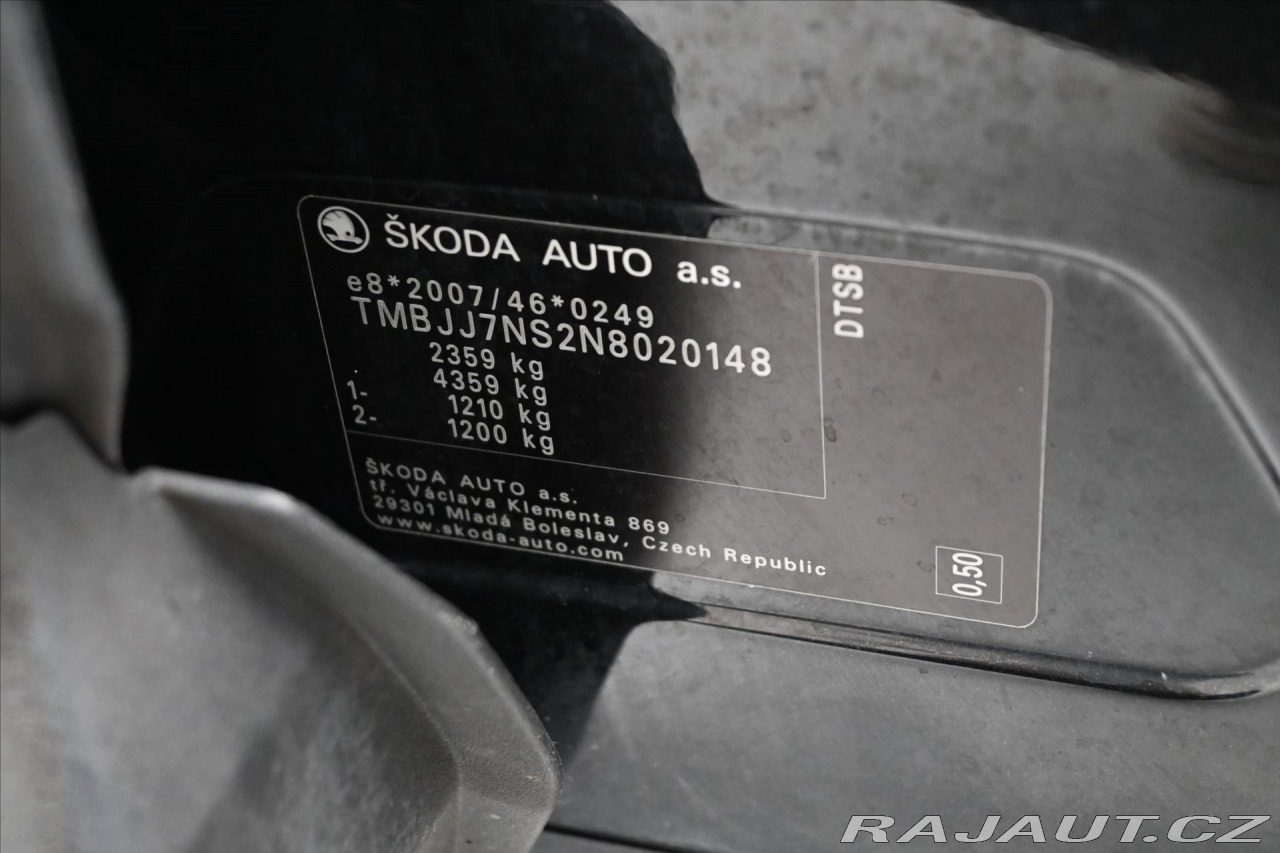 ŠKODA AUTO a.s.
e8*2007/46*0249
TMBJJ7NS2N8020148
2359 kg
4359 kg
1- 1210 kg
2- 1200 kg
DTSB
0,50
ŠKODA AUTO a.s.
tř. Václava Klementa 869
29301 Mladá Boleslav, Czech Republic
www.skoda-auto.com
RAJAUT.CZ